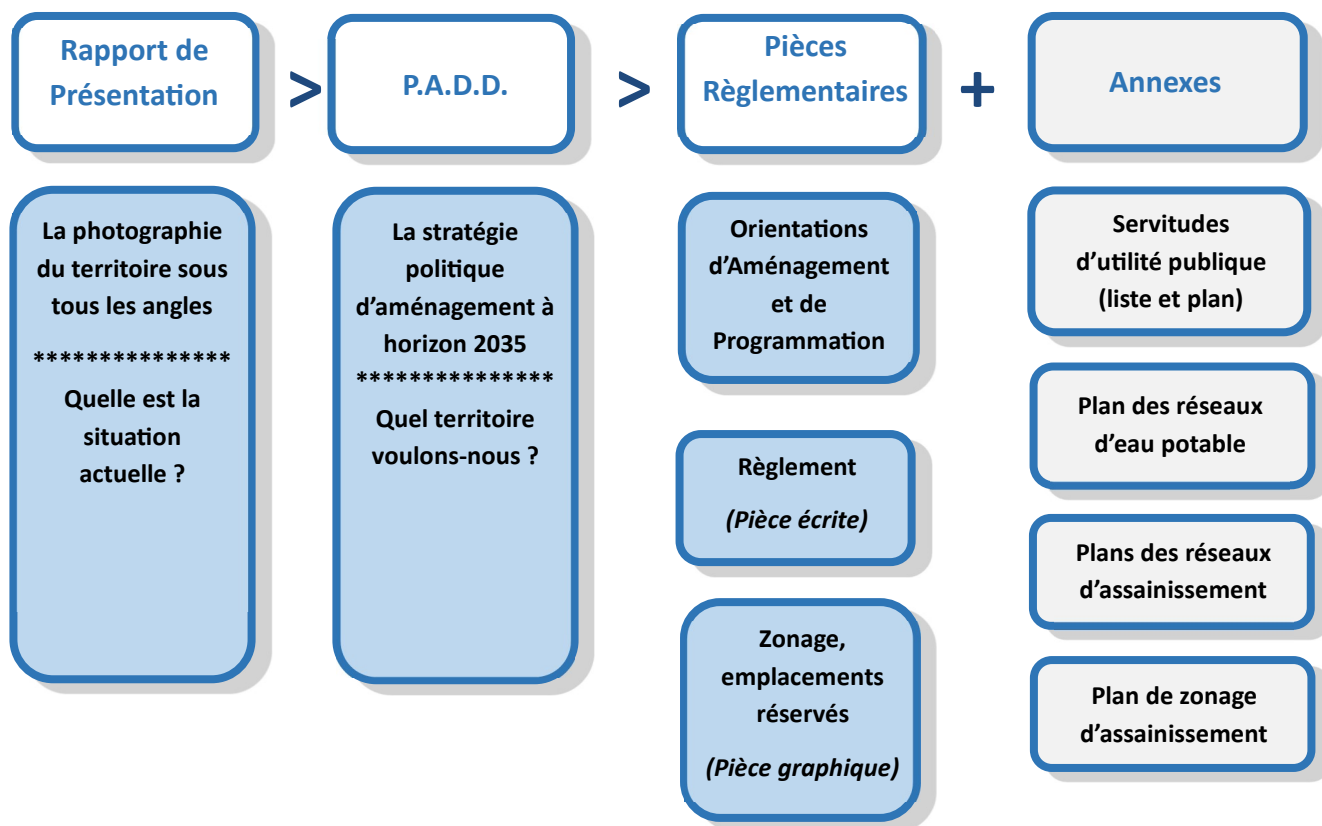 Rapport de
Présentation
>
P.A.D.D.
>
Pièces
Règlementaires
+
Annexes
La photographie
du territoire sous
tous les angles
***************
Quelle est la
situation
actuelle ?
La stratégie
politique
d’aménagement à
horizon 2035
***************
Quel territoire
voulons-nous ?
Orientations
d’Aménagement
et de
Programmation
Règlement
(Pièce écrite)
Zonage,
emplacements
réservés
(Pièce graphique)
Servitudes
d’utilité publique
(liste et plan)
Plan des réseaux
d’eau potable
Plans des réseaux
d’assainissement
Plan de zonage
d’assainissement